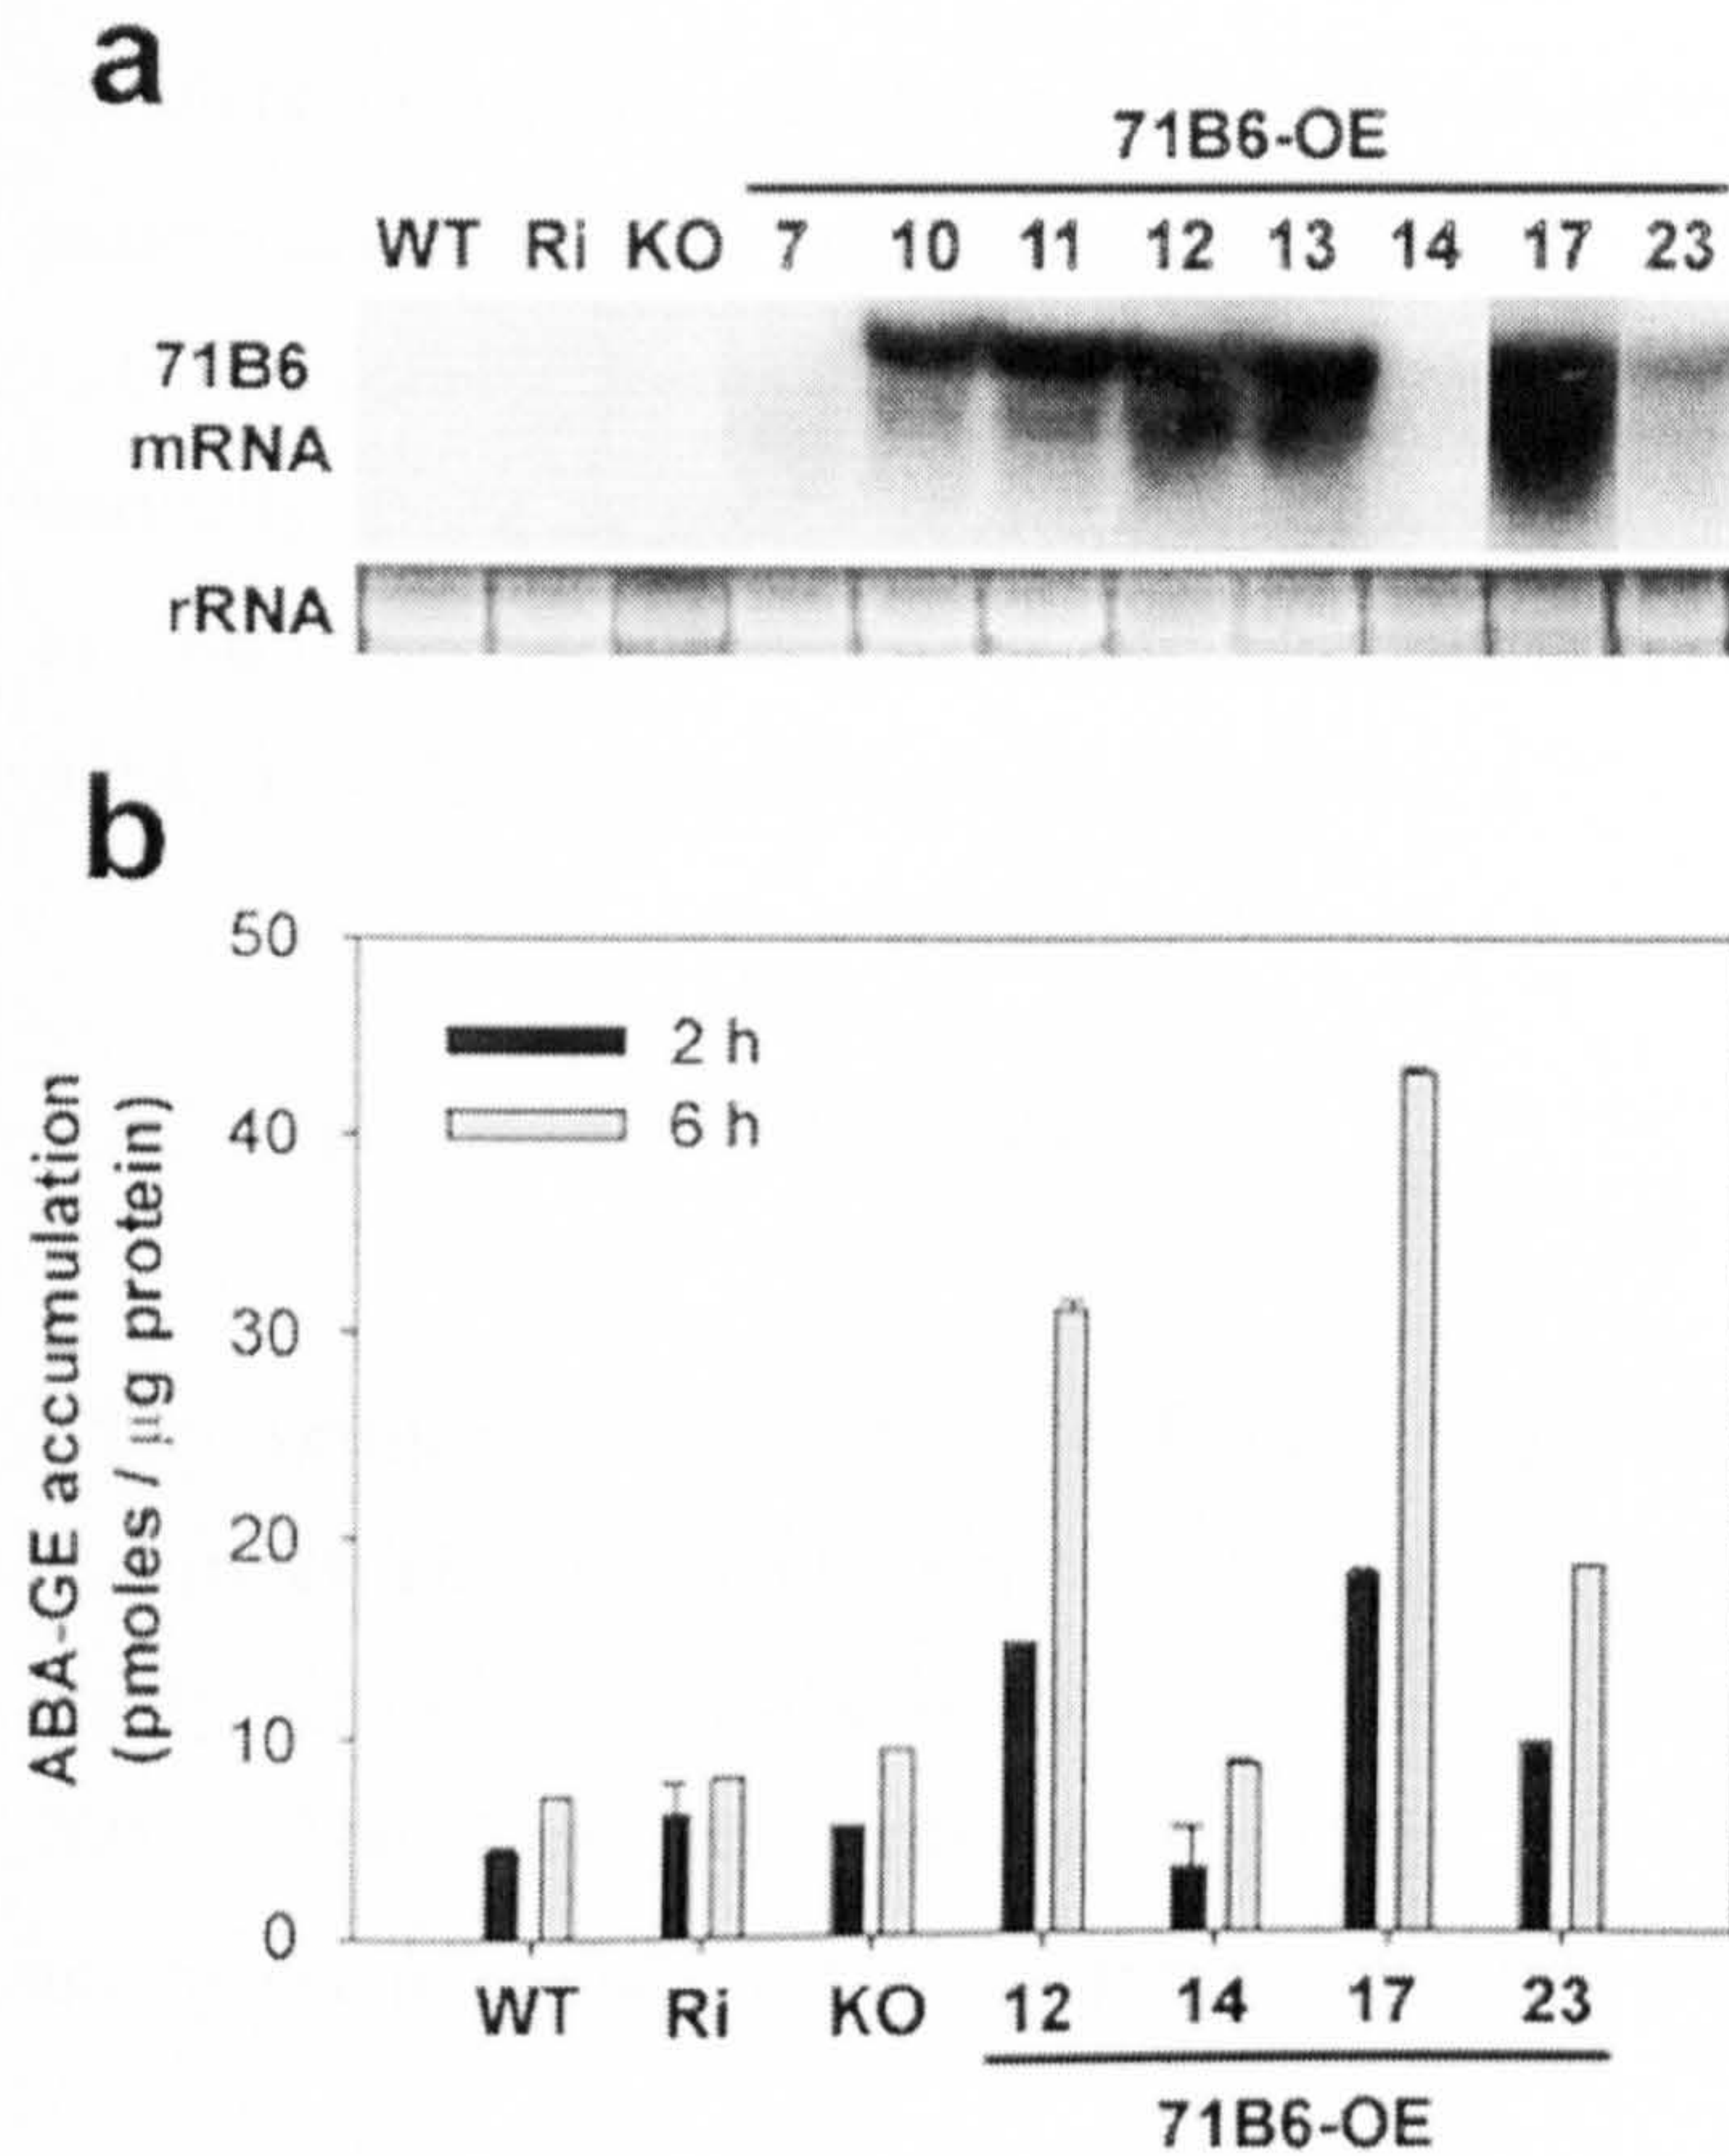 a
71B6-OE
WT Ri KO 7 10 11 12 13 14 17 23
71B6
mRNA
rRNA
b
50
40
30
20
10
0
2 h
6 h
ABA-GE accumulation
(pmoles / µg protein)
WT Ri KO 12 14 17 23
71B6-OE